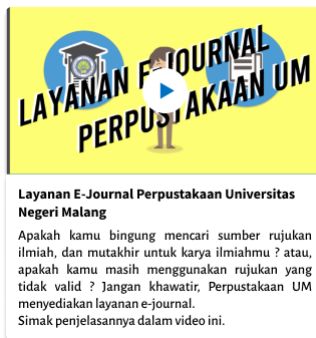 LAYANAN E-JOURNAL
PERPUSTAKAAN UM
Layanan E-Journal Perpustakaan Universitas
Negeri Malang
Apakah kamu bingung mencari sumber rujukan
ilmiah, dan mutakhir untuk karya ilmiahmu ? atau,
apakah kamu masih menggunakan rujukan yang
tidak valid ? Jangan khawatir, Perpustakaan UM
menyediakan layanan e-journal.
Simak penjelasannya dalam video ini.